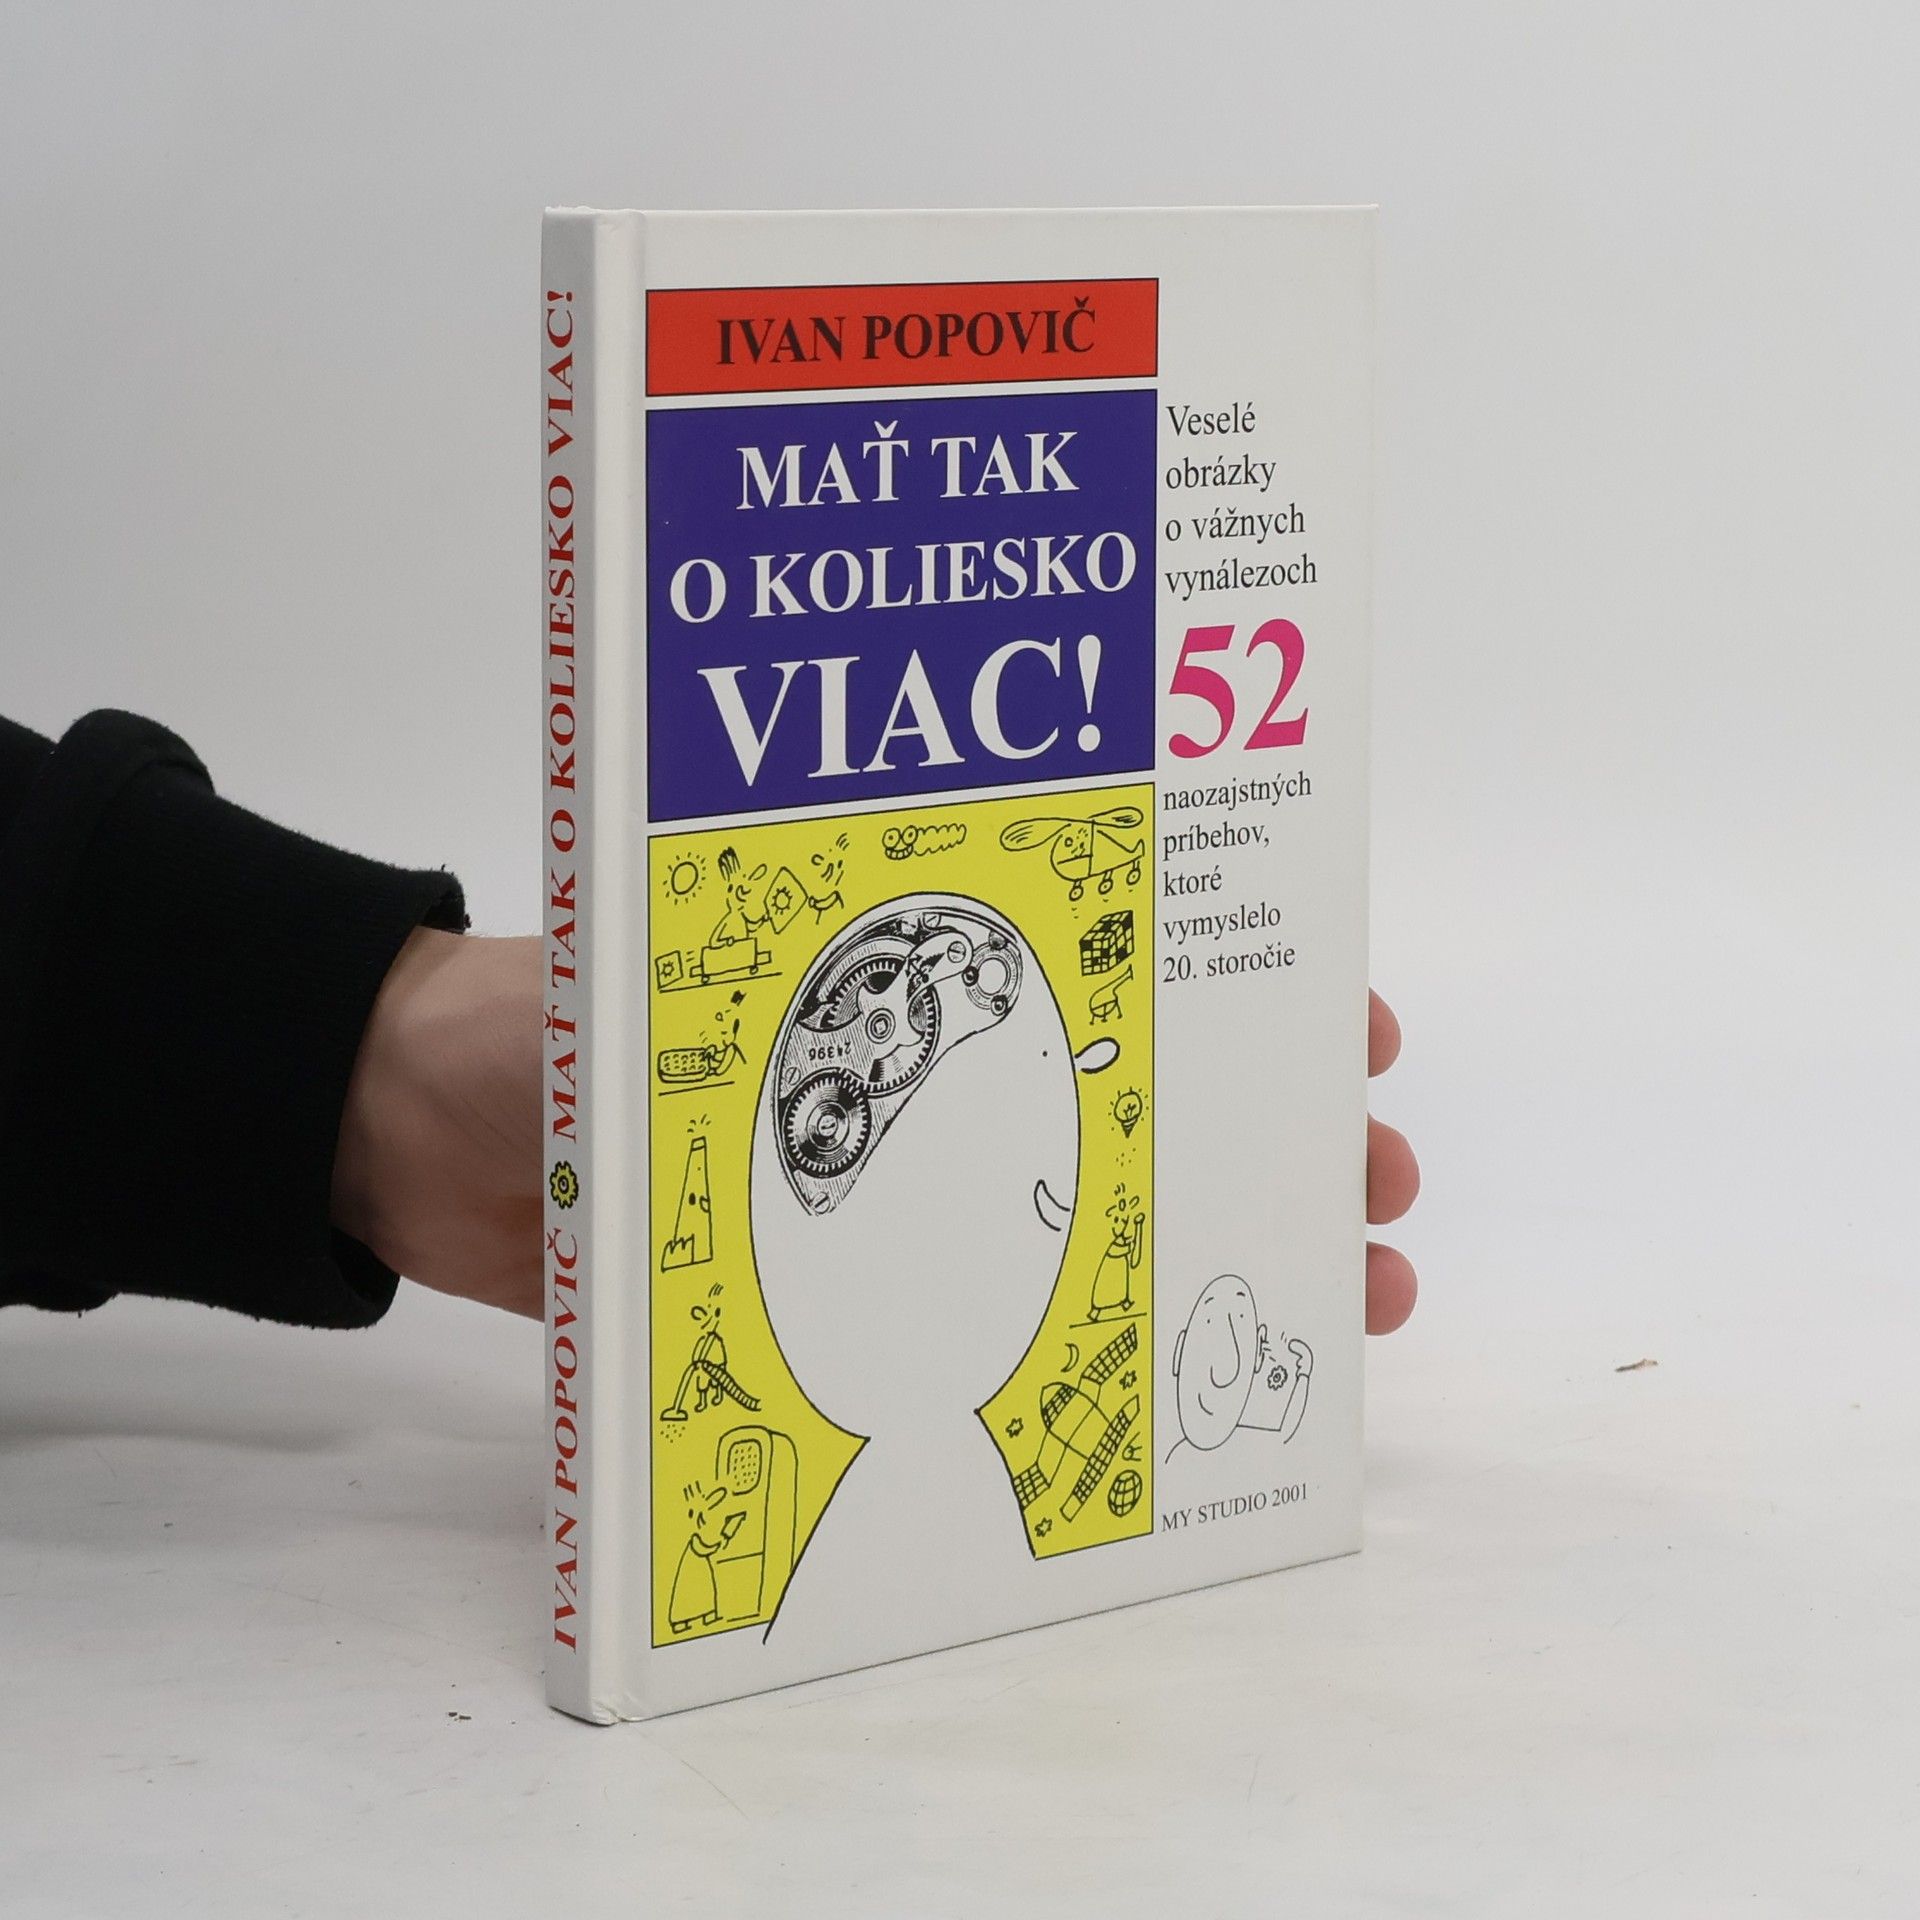 IVAN POPOVIČ MAŤ TAK O KOLIESKO VIAC!
IVAN POPOVIČ
MAŤ TAK
O KOLIESKO
VIAC!
Veselé
obrázky
o vážnych
vynálezoch
52
naozajstných
príbehov,
ktoré
vymyslelo
20. storočie
24396
MY STUDIO 2001